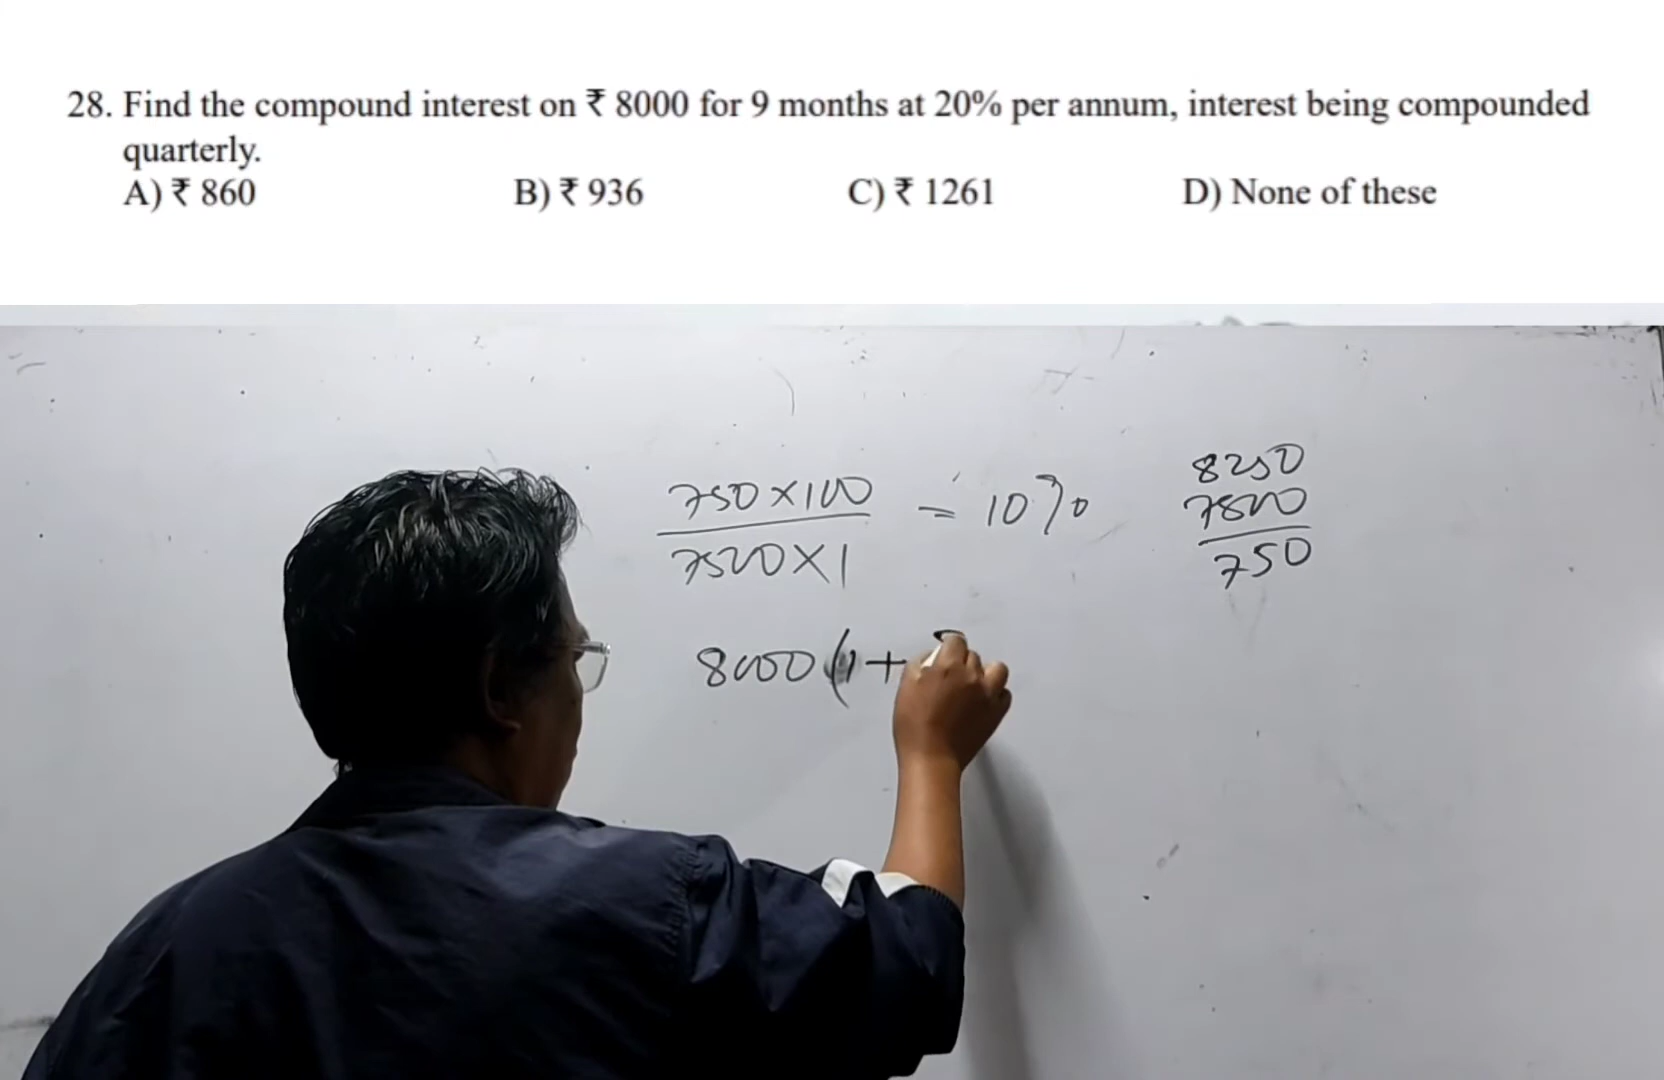 28. Find the compound interest on ₹ 8000 for 9 months at 20% per annum, interest being compounded
quarterly.
A) ₹ 860 B) ₹ 936 C) ₹ 1261 D) None of these
750×100 = 10%
7500×1
8250
7500
750
8000(1+